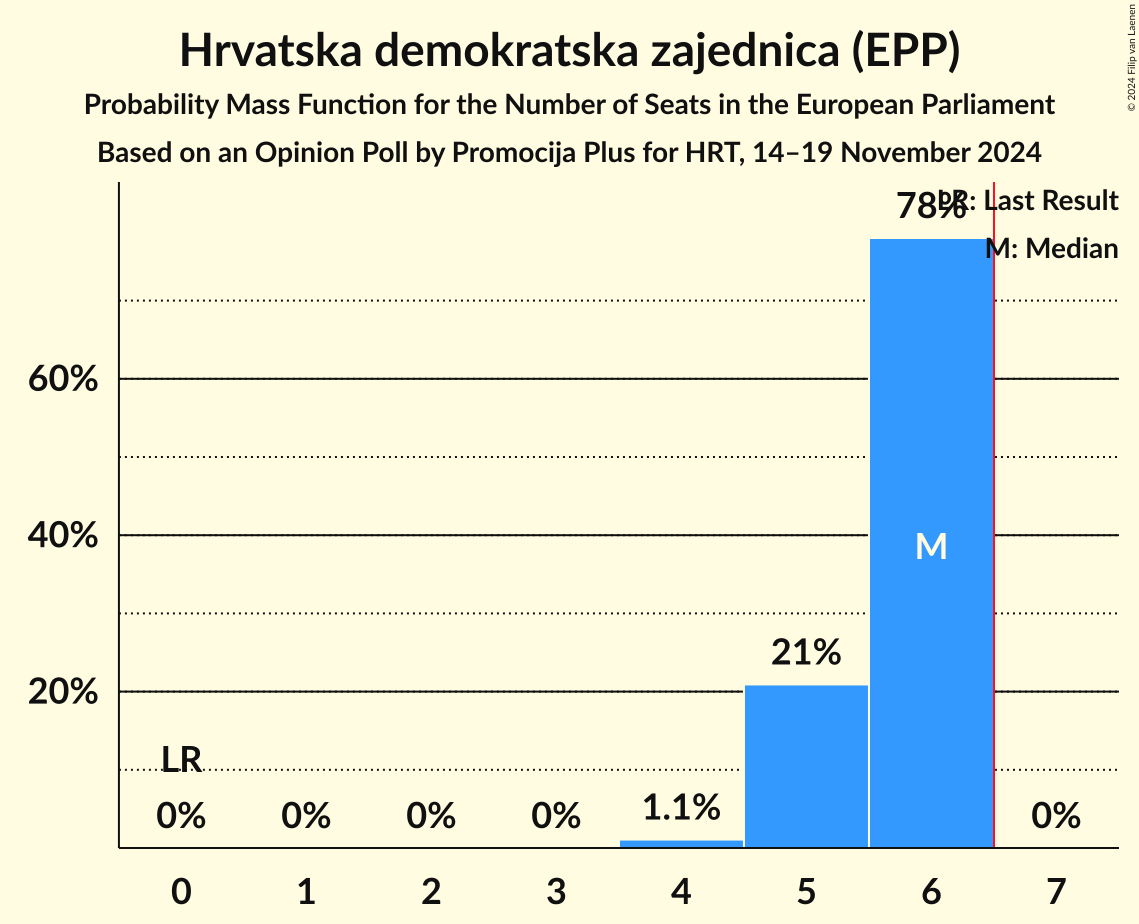 Hrvatska demokratska zajednica (EPP)
Probability Mass Function for the Number of Seats in the European Parliament
Based on an Opinion Poll by Promocija Plus for HRT, 14–19 November 2024
© 2024 Filip van Laenen
78%
LR: Last Result
M: Median
60%
40%
M
21%
20%
LR
0%
0%
0%
0%
1.1%
0%
0 1 2 3 4 5 6 7